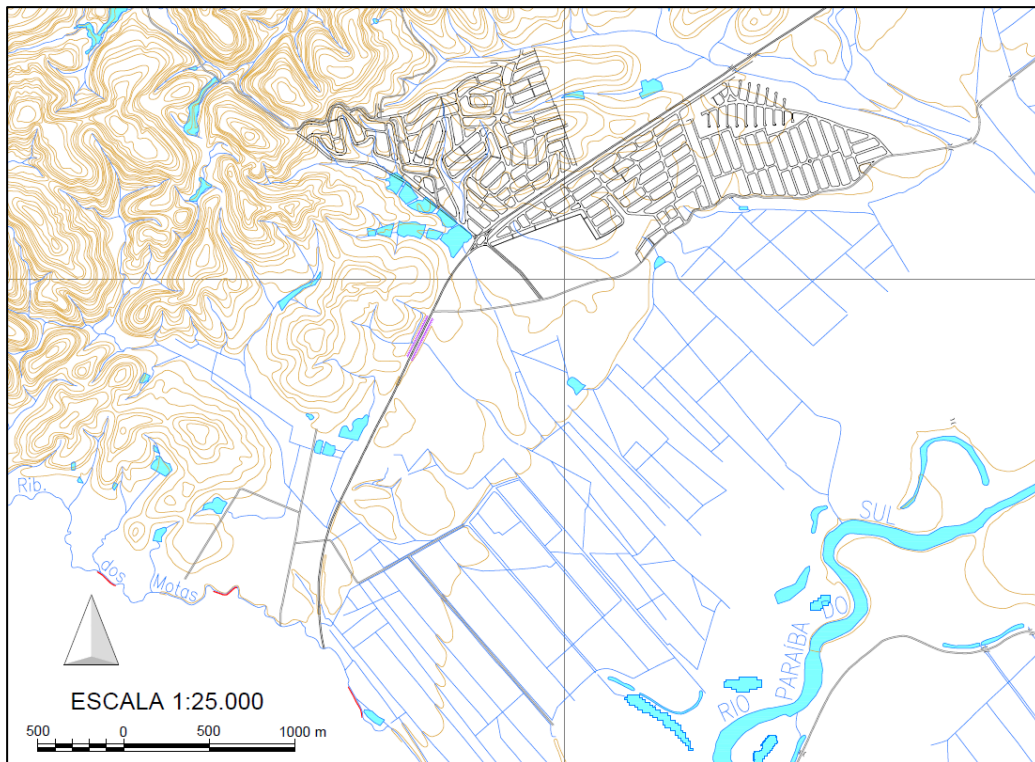 Rib.
dos
Motas
SUL
DO
PARAIBA
RIO
ESCALA 1:25.000
500 0 500 1000 m